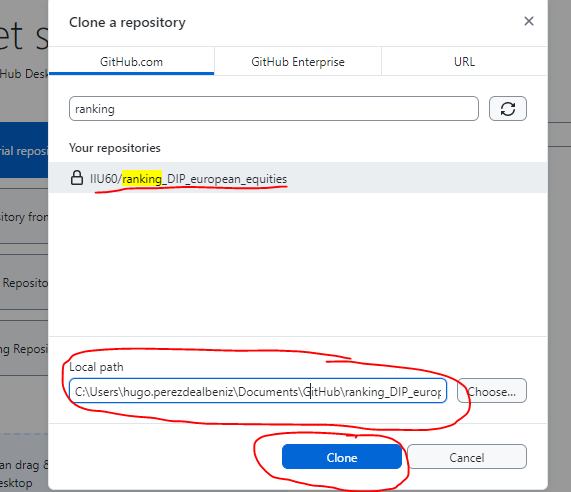 Clone a repository
et s
GitHub.com
GitHub Enterprise
URL
Hub Desk
ranking
Your repositories
rial reposi
IIU60/ranking_DIP_european_equities
sitory from
Repositor
ng Reposi
Local path
C:\Users\hugo.perezdealbeniz\Documents\GitHub\ranking_DIP_europ
Choose...
Clone
Cancel
an drag &
esktop